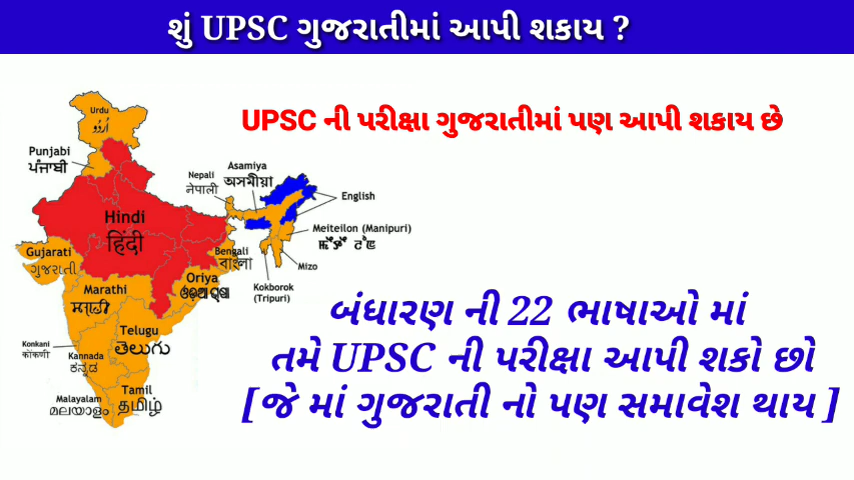 શું UPSC ગુજરાતીમાં આપી શકાય ?
UPSC ની પરીક્ષા ગુજરાતીમાં પણ આપી શકાય છે
Urdu
اُردُو
Punjabi
ਪੰਜਾਬੀ
Nepali
नेपाली
Asamiya
অসমীয়া
English
Hindi
हिंदी
Meiteilon (Manipuri)
Gujarati
ગુજરાતી
Bengali
বাংলা
Mizo
Kokborok
(Tripuri)
Oriya
Marathi
मराठी
Telugu
తెలుగు
Konkani
कोंकणी
Kannada
ಕನ್ನಡ
Malayalam
മലയാളം
Tamil
தமிழ்
બંધારણ ની 22 ભાષાઓ માં
તમે UPSC ની પરીક્ષા આપી શકો છો
[ જે માં ગુજરાતી નો પણ સમાવેશ થાય ]